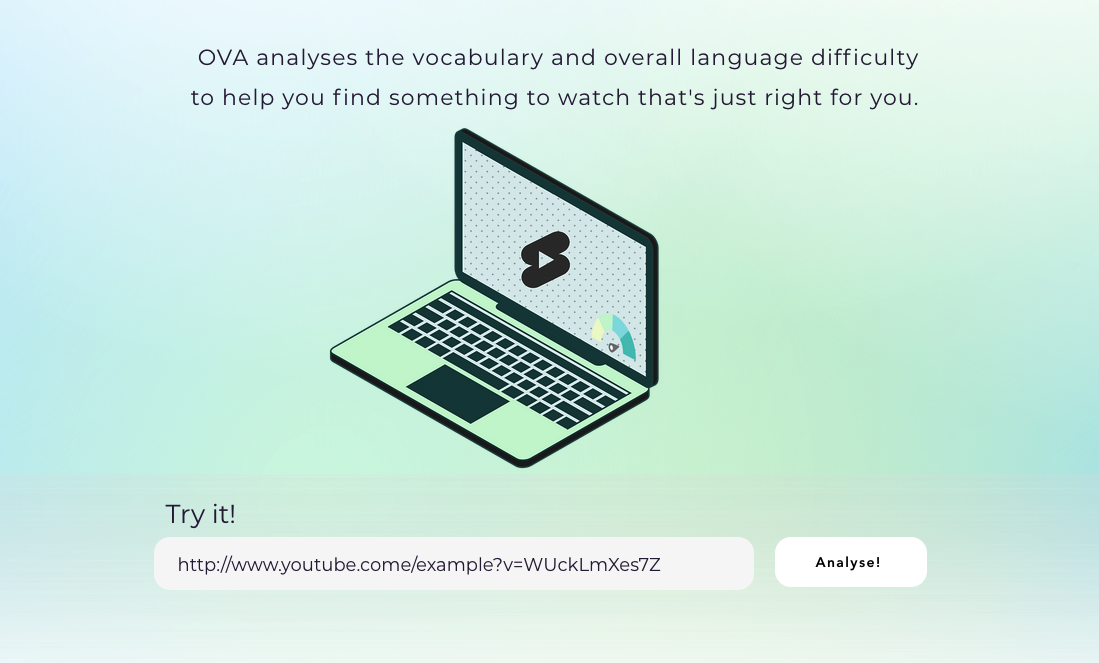 OVA analyses the vocabulary and overall language difficulty
to help you find something to watch that's just right for you.
Try it!
http://www.youtube.come/example?v=WUckLmXes7Z
Analyse!